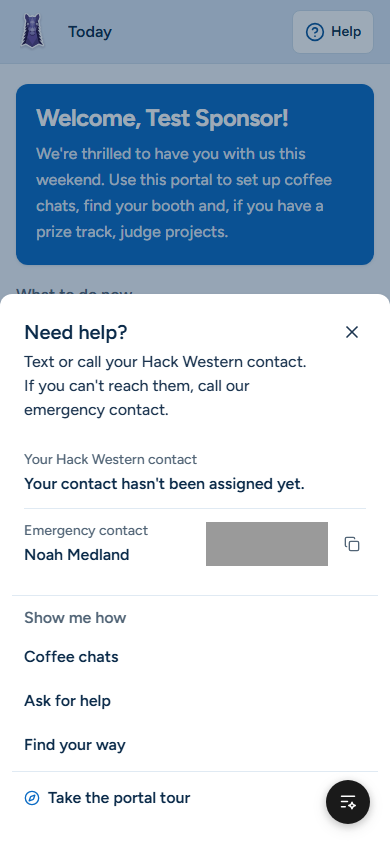 Today
Help
Welcome, Test Sponsor!
We're thrilled to have you with us this
weekend. Use this portal to set up coffee
chats, find your booth and, if you have a
prize track, judge projects.
What to do now
Need help?
Text or call your Hack Western contact.
If you can't reach them, call our
emergency contact.
Your Hack Western contact
Your contact hasn't been assigned yet.
Emergency contact
Noah Medland
Show me how
Coffee chats
Ask for help
Find your way
Take the portal tour